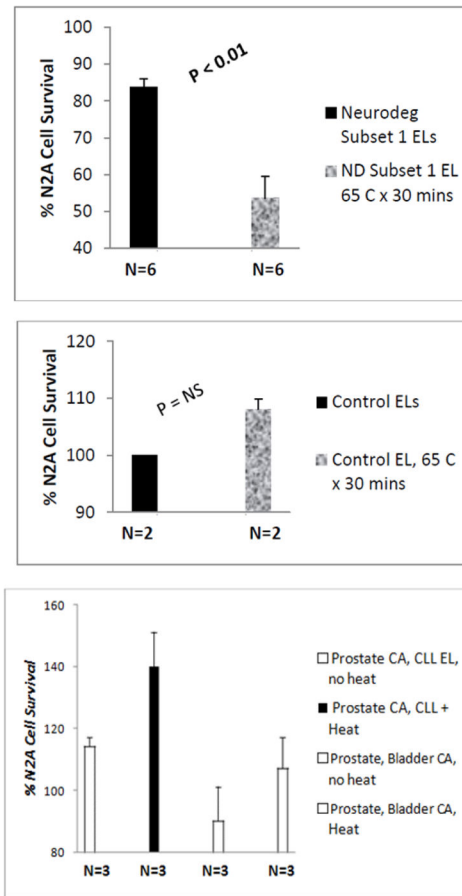 100
90
80
70
60
50
40
% N2A Cell Survival
P < 0.01
N=6
N=6
Neurodeg
Subset 1 ELs
ND Subset 1 EL
65 C x 30 mins
120
110
100
90
% N2A Cell Survival
P = NS
N=2
N=2
Control ELs
Control EL, 65 C
x 30 mins
160
140
120
100
80
% N2A Cell Survival
N=3
N=3
N=3
N=3
Prostate CA, CLL EL,
no heat
Prostate CA, CLL +
Heat
Prostate, Bladder CA,
no heat
Prostate, Bladder CA,
Heat